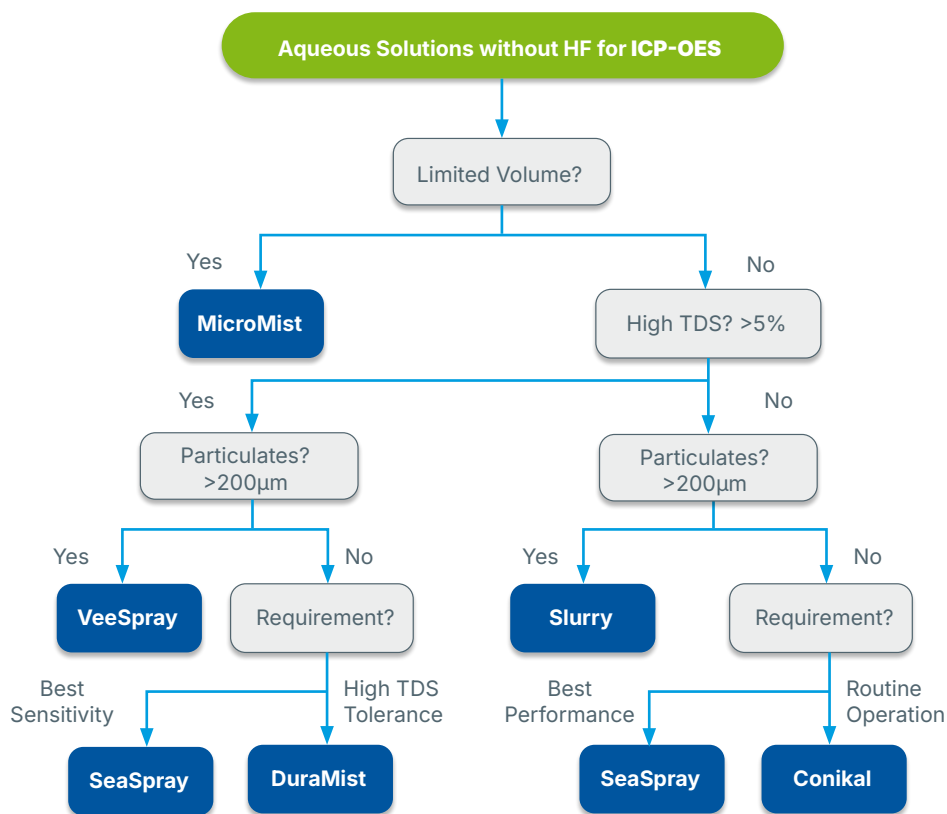 Aqueous Solutions without HF for ICP-OES
Limited Volume?
Yes
No
MicroMist
High TDS? >5%
Yes
No
Particulates?
>200μm
Particulates?
>200μm
Yes
No
Yes
No
VeeSpray
Requirement?
Slurry
Requirement?
Best
Sensitivity
High TDS
Tolerance
Best
Performance
Routine
Operation
SeaSpray
DuraMist
SeaSpray
Conikal